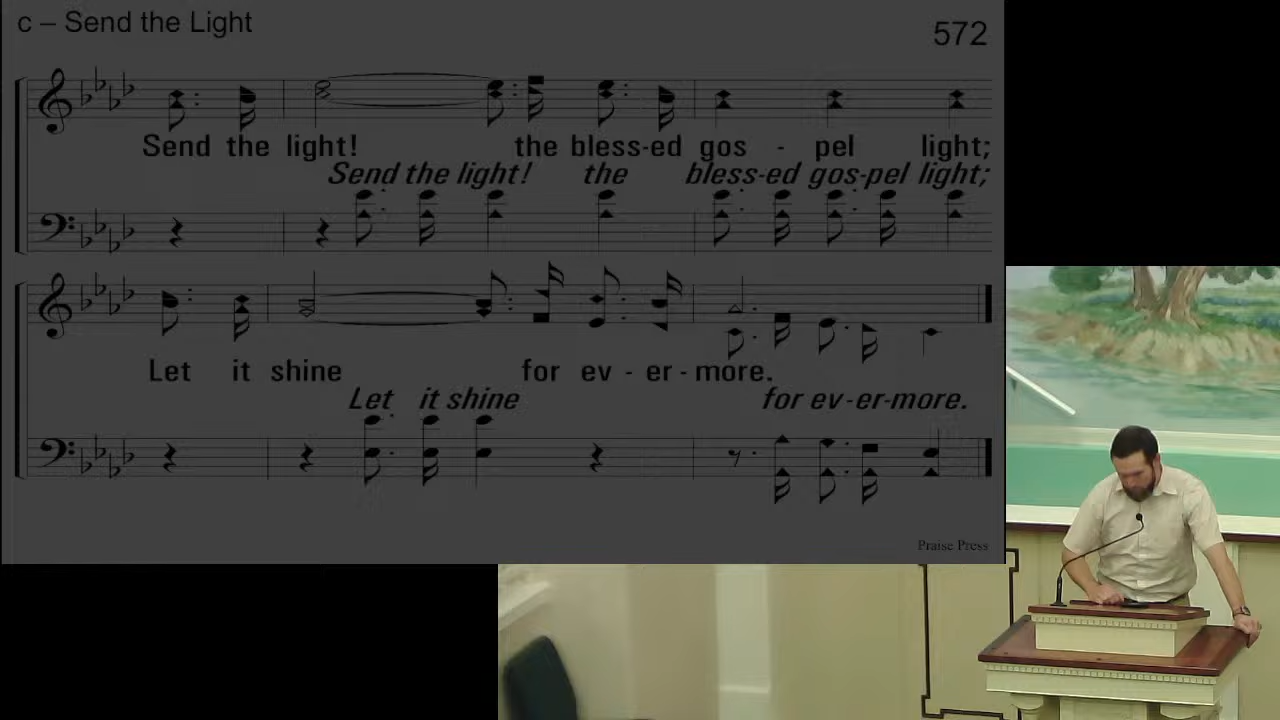 c – Send the Light
572
Send the light! the bless-ed gos - pel light;
Send the light! the bless-ed gos-pel light;
Let it shine for ev - er - more.
Let it shine for ev-er-more.
Praise Press